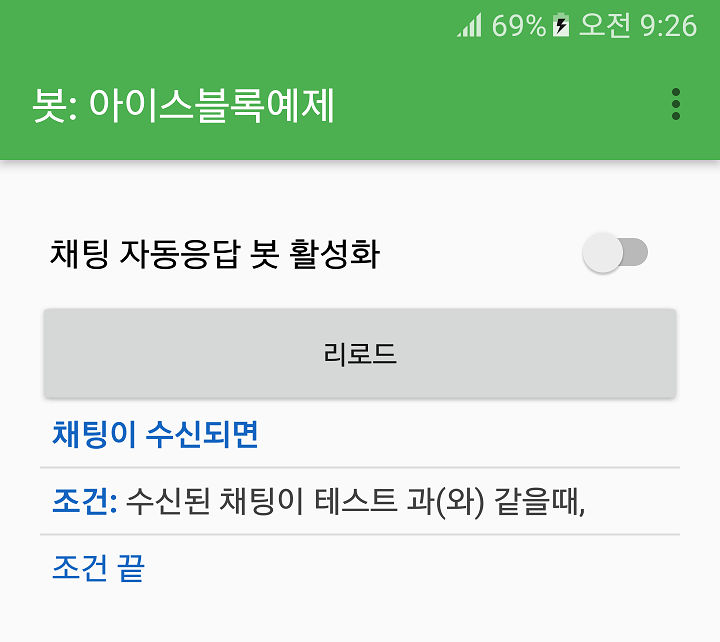 69% 오전 9:26
봇: 아이스블록예제
채팅 자동응답 봇 활성화
리로드
채팅이 수신되면
조건: 수신된 채팅이 테스트 과(와) 같을때,
조건 끝